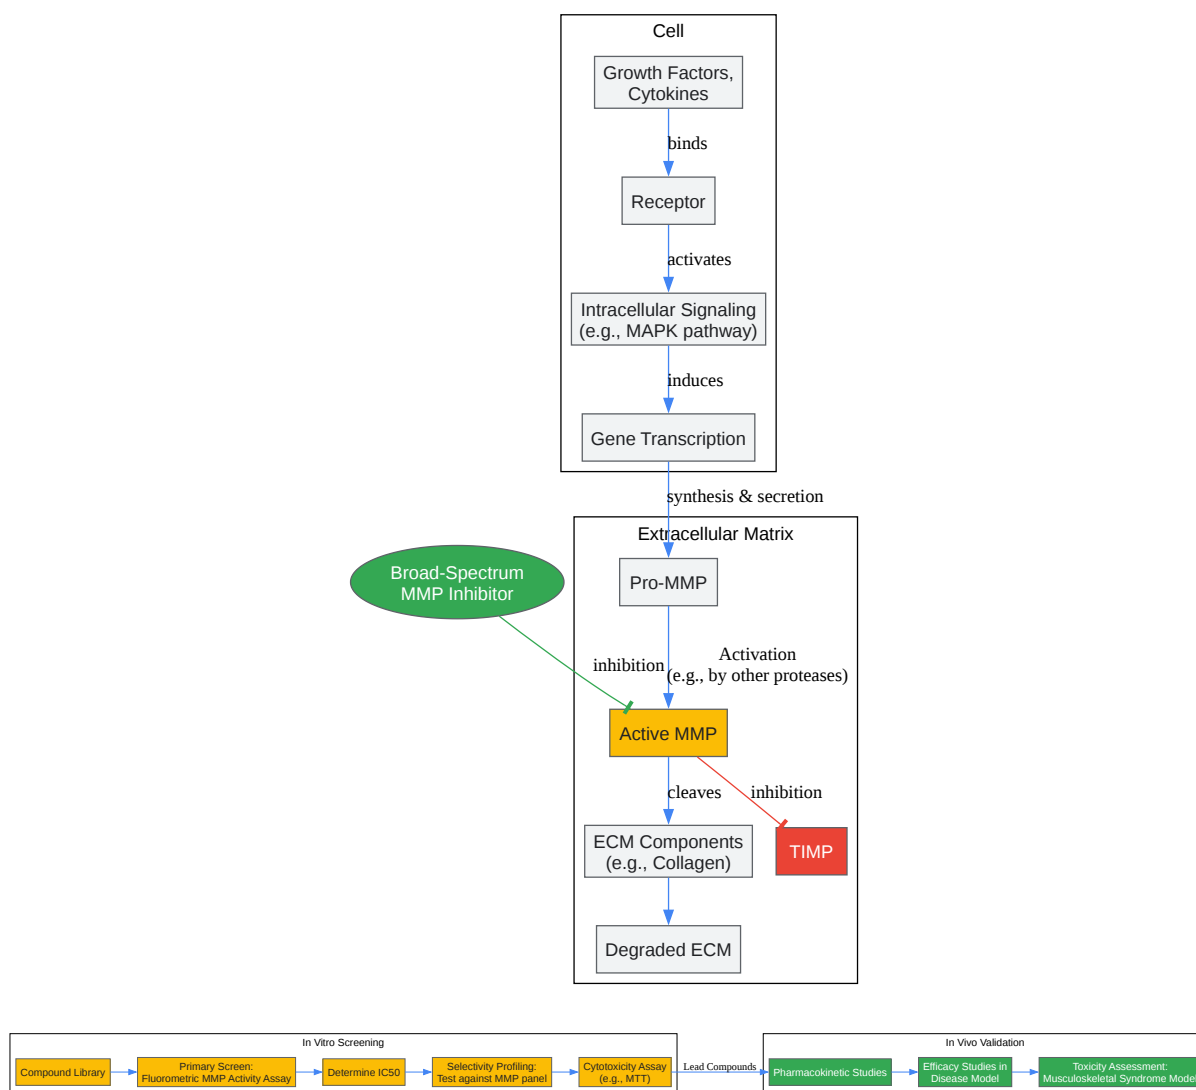 Cell
Growth Factors,
Cytokines
binds
Receptor
activates
Intracellular Signaling
(e.g., MAPK pathway)
induces
Gene Transcription
synthesis & secretion
Extracellular Matrix
Broad-Spectrum
MMP Inhibitor
Pro-MMP
inhibition
Activation
(e.g., by other proteases)
Active MMP
cleaves
inhibition
ECM Components
(e.g., Collagen)
TIMP
Degraded ECM
In Vitro Screening
Compound Library
Primary Screen:
Fluorometric MMP Activity Assay
Determine IC50
Selectivity Profiling:
Test against MMP panel
Cytotoxicity Assay
(e.g., MTT)
Lead Compounds
In Vivo Validation
Pharmacokinetic Studies
Efficacy Studies in
Disease Model
Toxicity Assessment:
Musculoskeletal Syndrome Model